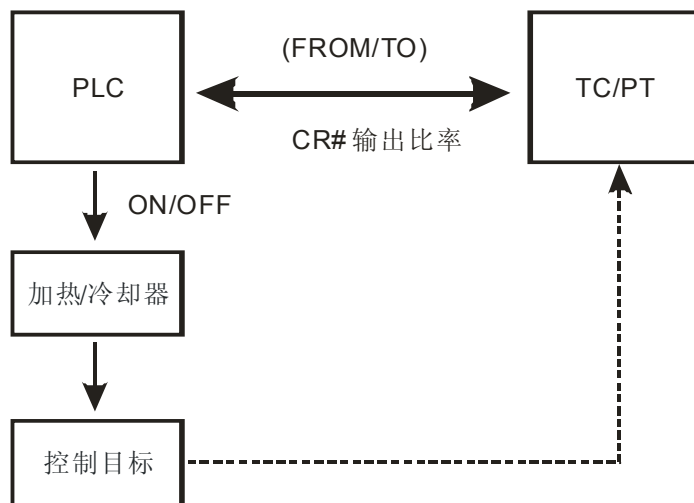 PLC
(FROM/TO)
TC/PT
CR# 输出比率
ON/OFF
加热/冷却器
控制目标